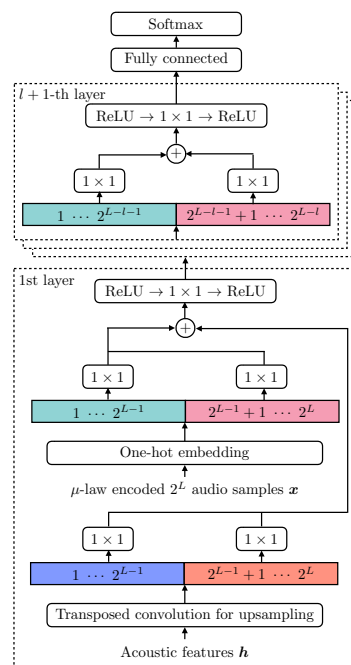 Softmax
Fully connected
l + 1-th layer
ReLU → 1 × 1 → ReLU
+
1 × 1 1 × 1
1 ⋯ 2^{L−l−1} 2^{L−l−1} + 1 ⋯ 2^{L−l}
1st layer
ReLU → 1 × 1 → ReLU
+
1 × 1 1 × 1
1 ⋯ 2^{L−1} 2^{L−1} + 1 ⋯ 2^L
One-hot embedding
μ-law encoded 2^L audio samples x
1 × 1 1 × 1
1 ⋯ 2^{L−1} 2^{L−1} + 1 ⋯ 2^L
Transposed convolution for upsampling
Acoustic features h